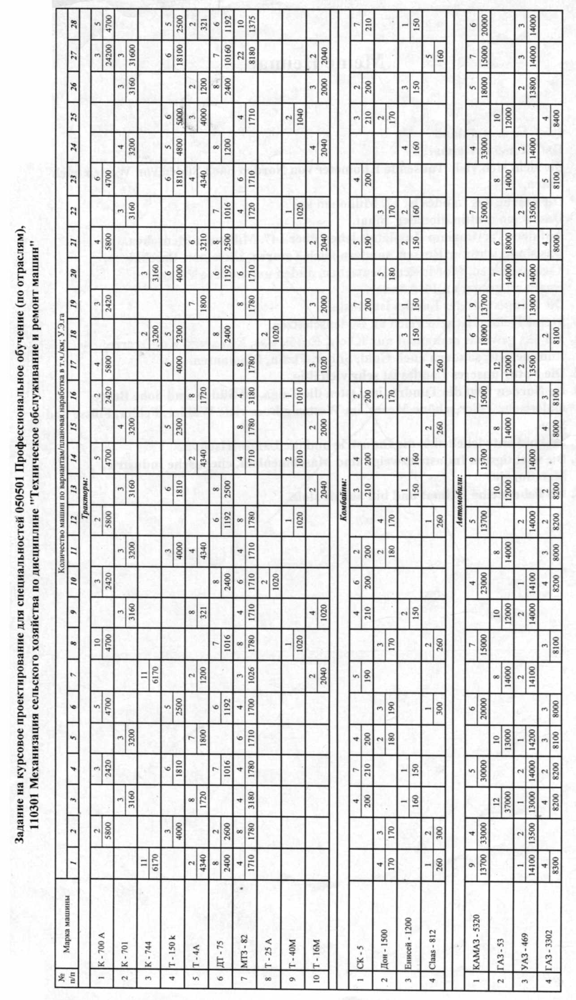 Задание на курсовое проектирование для специальностей 050501 Профессиональное обучение (по отраслям),
110301 Механизация сельского хозяйства по дисциплине "Техническое обслуживание и ремонт машин"
№ п/п Марка машины Количество машин по вариантам/плановая наработка в т.ч./км; У.Э.га
1 2 3 4 5 6 7 8 9 10 11 12 13 14 15 16 17 18 19 20 21 22 23 24 25 26 27 28
Тракторы:
2 3 5 10 3 2 5 2 4 3 4 6 3 5
1 К - 700 А
5800 2420 4700 4700 2420 5800 4700 2420 5800 2420 5800 4700 24200 4700
3 3 3 3 3 4 3 4 3 3
2 К - 701
3160 3200 3160 3200 3160 3200 3160 3200 3160 31600
11 11 2 3
3 К - 744
6170 6170 3200 3160
3 6 5 3 6 5 6 5 6 6 5 6 6 5
4 Т - 150 k
4000 1810 2500 4000 1810 2300 4000 2300 40000 1810 4800 5000 18100 2500
2 8 7 2 8 4 2 8 7 6 4 3 2 2
5 Т - 4А
4340 1720 1800 1200 321 4340 4340 1720 1800 3210 4340 4000 1200 321
8 2 7 6 7 8 6 8 8 6 8 7 8 8 7 6
6 ДТ - 75
2400 2600 1016 1192 1016 2400 1192 2500 2400 1192 2500 1016 1200 2400 10160 1192
4 8 4 4 6 4 3 8 4 6 4 8 4 8 4 8 8 6 4 6 4 22 10
7 МТЗ - 82
1710 1780 3180 1780 1710 1700 1026 1780 1710 1710 1710 1780 1710 1780 3180 1780 1780 1710 1720 1710 1710 8180 1375
2 2
8 Т - 25 А
1020 1020
1 1 2 1 1 2
9 Т - 40М
1020 1020 1010 1010 1020 1040
2 4 2 2 3 3 2 4 3 2
10 Т - 16М
2040 1020 2040 2000 1020 2000 2040 2040 2000 2040
Комбайны:
4 7 4 5 4 6 2 3 4 2 7 5 4 3 2 7
1 СК - 5
200 210 200 190 210 200 200 210 200 200 200 190 200 210 200 210
4 3 2 3 3 2 4 3 5 3 2
2 Дон - 1500
170 170 180 190 170 180 170 170 180 170 170
1 1 2 1 2 3 1 2 2 4 3 1
3 Енисей - 1200
160 150 150 150 160 150 150 150 160 160 150 150
1 2 1 2 1 2 4 5
4 Claas - 812
260 300 300 260 260 260 260 160
Автомобили:
9 4 5 6 7 4 5 9 7 6 9 7 4 5 7 6
1 КАМАЗ - 5320
13700 33000 30000 20000 15000 23000 13700 13700 15000 18000 13700 15000 33000 18000 15000 20000
12 10 8 10 8 10 8 12 7 6 8 10
2 ГАЗ - 53
37000 13000 14000 12000 14000 12000 14000 12000 14000 18000 14000 12000
1 2 1 2 1 2 2 1 2 1 2 1 2 2 2 2 3 3
3 УАЗ - 469
14100 13500 13000 14000 14200 14100 14000 14100 14000 14000 13500 13000 14000 13500 14000 13800 14000 14000
4 4 2 3 3 3 4 3 2 2 4 3 2 4 5 4
4 ГАЗ - 3302
8300 8200 8200 8100 8000 8100 8200 8000 8200 8200 8000 8100 8100 8000 8100 8400